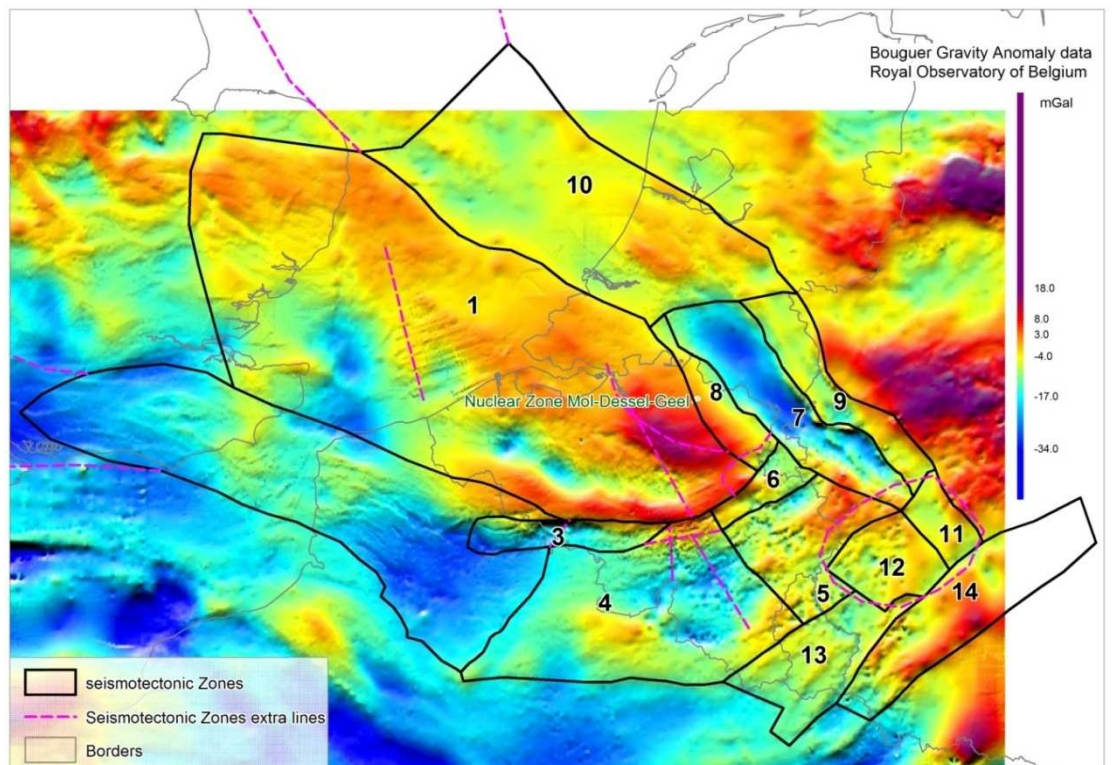 Bouguer Gravity Anomaly data
Royal Observatory of Belgium
mGal
18.0
8.0
3.0
-4.0
-17.0
-34.0
10
1
Nuclear Zone Mol-Dessel-Geel
8
7
9
6
3
4
5
12
11
14
13
seismotectonic Zones
Seismotectonic Zones extra lines
Borders